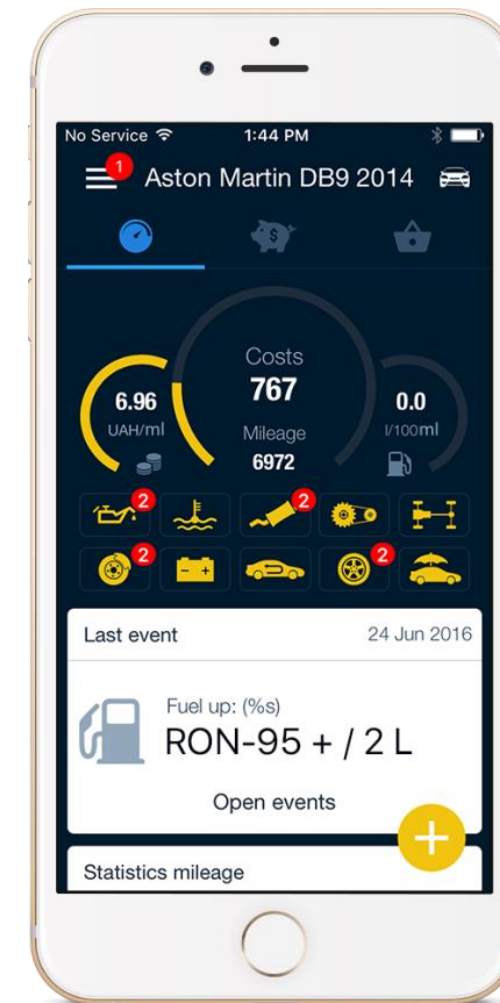 No Service 1:44 PM
1
Aston Martin DB9 2014
Costs
767
6.96
0.0
UAH/ml
Mileage
l/100ml
6972
2
2
2
2
Last event 24 Jun 2016
Fuel up: (%s)
RON-95 + / 2 L
Open events
+
Statistics mileage